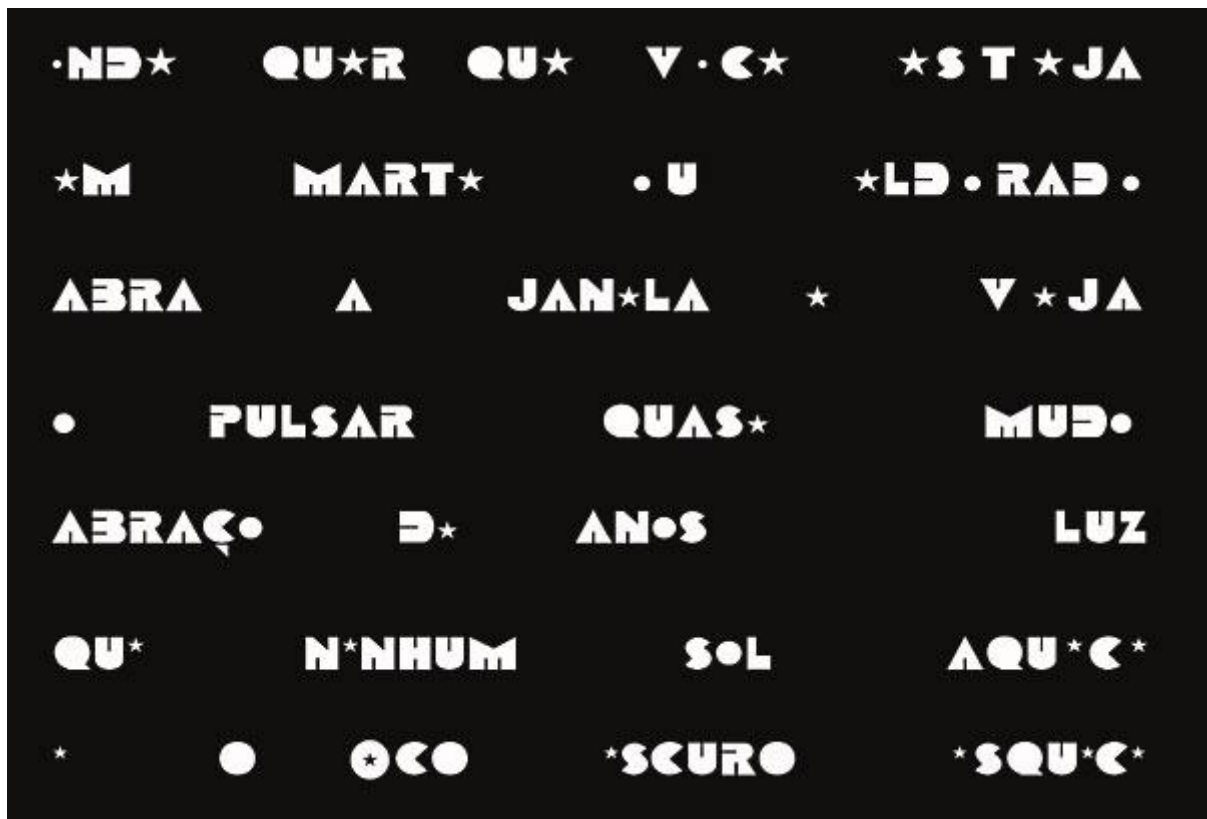 •ND★ QU★R QU★ V•C★ ★ST★JA
★M MART★ •U ★LD•RAD•
ABRA A JAN★LA ★ V★JA
• PULSAR QUAS★ MUD•
ABRAÇ• D★ AN•S LUZ
QU★ N★NHUM S•L AQU★C★
★ ● ●CO ★SCURO ★SQU★C★